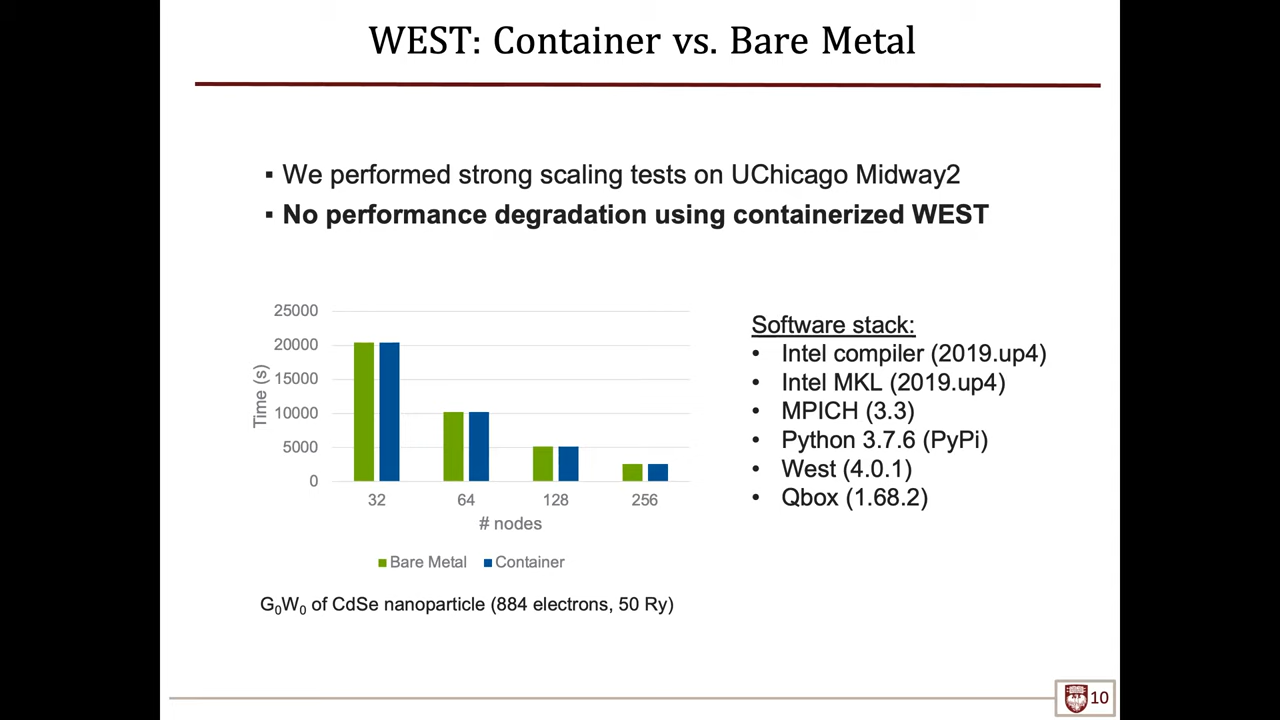 WEST: Container vs. Bare Metal
▪ We performed strong scaling tests on UChicago Midway2
▪ No performance degradation using containerized WEST
25000
20000
15000
10000
5000
0
Time (s)
32 64 128 256
# nodes
Bare Metal Container
G₀W₀ of CdSe nanoparticle (884 electrons, 50 Ry)
Software stack:
• Intel compiler (2019.up4)
• Intel MKL (2019.up4)
• MPICH (3.3)
• Python 3.7.6 (PyPi)
• West (4.0.1)
• Qbox (1.68.2)
10